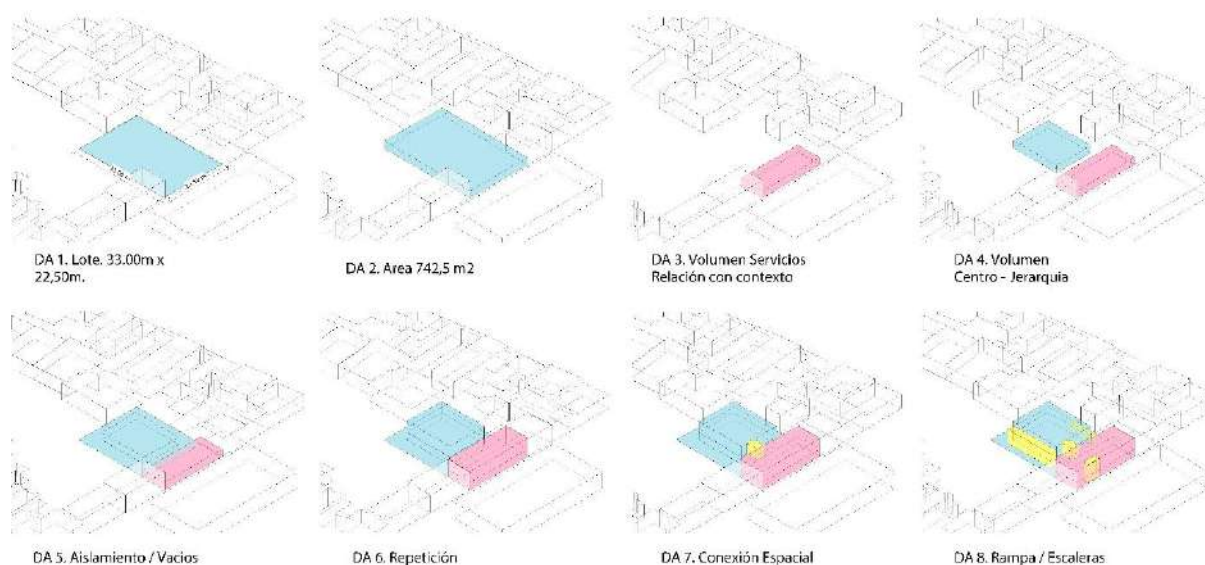 DA 1. Lote. 33.00m x
22,50m.
DA 2. Area 742,5 m2
DA 3. Volumen Servicios
Relación con contexto
DA 4. Volumen
Centro - Jerarquía
DA 5. Aislamiento / Vacios
DA 6. Repetición
DA 7. Conexión Espacial
DA 8. Rampa / Escaleras